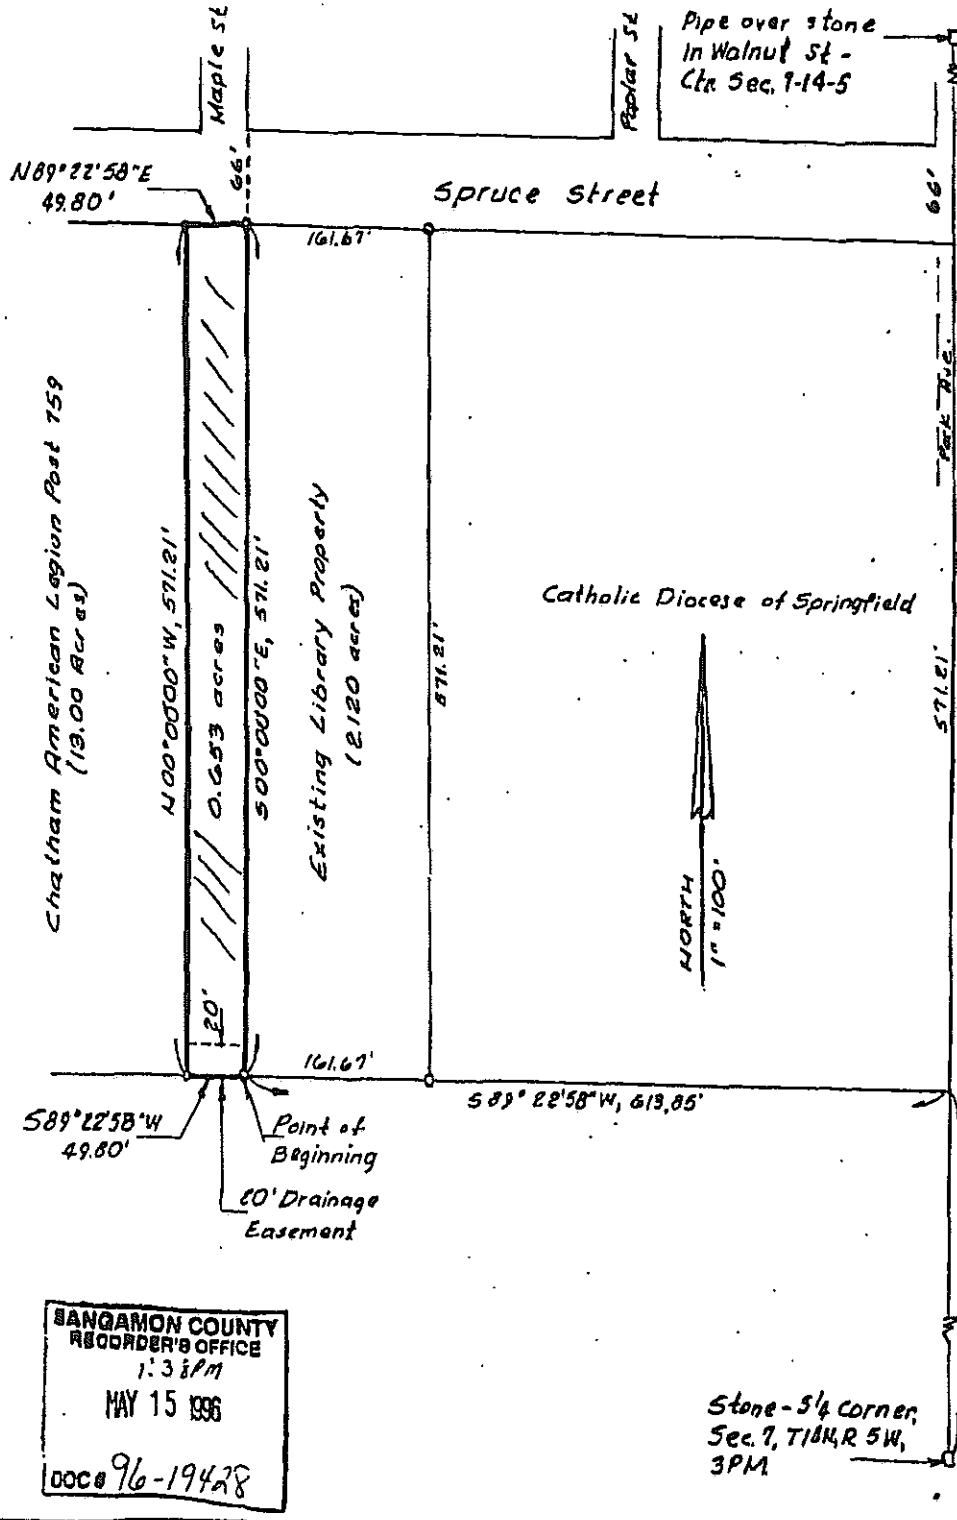 Maple St
Poplar St
Pipe over stone
In Walnut St -
Ctr. Sec. 7-14-5
N89°22'58"E
49.80'
66'
Spruce Street
66'
161.67'
Park Ave.
Chatham American Legion Post 759
(13.00 Acres)
N00°00'00"W, 571.21'
0.653 acres
S00°00'00"E, 571.21'
Existing Library Property
(2.120 acres)
571.21'
Catholic Diocese of Springfield
571.21'
NORTH
1"=100'
20'
161.67'
S89°22'58"W, 613.85'
S89°22'58"W
49.80'
Point of
Beginning
20' Drainage
Easement
SANGAMON COUNTY
RECORDER'S OFFICE
MAY 15 1996
DOC# 96-19428
Stone - S1/4 corner,
Sec. 7, R 5W,
3PM